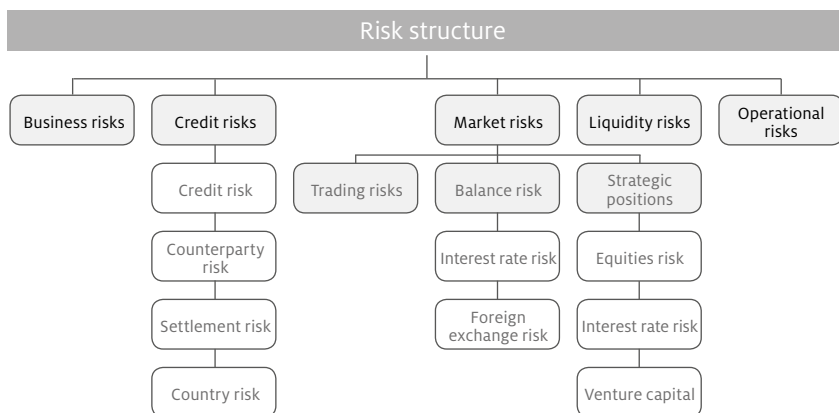 Risk structure
Business risks
Credit risks
Market risks
Liquidity risks
Operational
risks
Credit risk
Trading risks
Balance risk
Strategic
positions
Counterparty
risk
Interest rate risk
Equities risk
Settlement risk
Foreign
exchange risk
Interest rate risk
Country risk
Venture capital